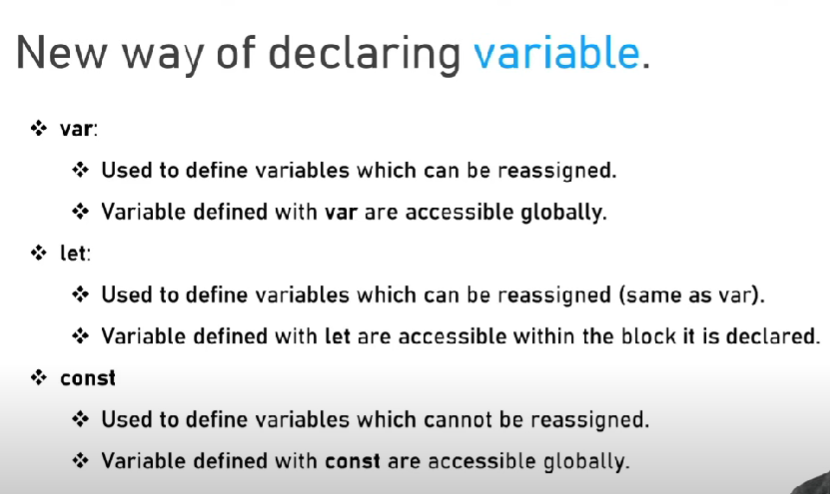 New way of declaring variable.
❖ var:
❖ Used to define variables which can be reassigned.
❖ Variable defined with var are accessible globally.
❖ let:
❖ Used to define variables which can be reassigned (same as var).
❖ Variable defined with let are accessible within the block it is declared.
❖ const
❖ Used to define variables which cannot be reassigned.
❖ Variable defined with const are accessible globally.